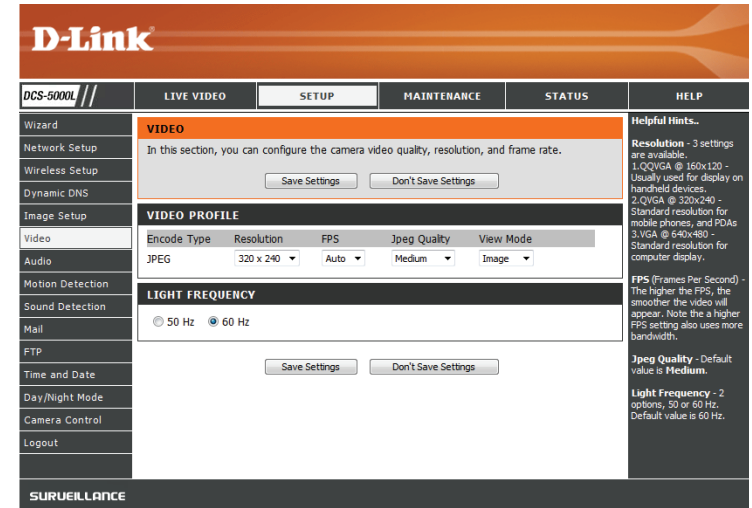 D-Link
DCS-5000L //
LIVE VIDEO
SETUP
MAINTENANCE
STATUS
HELP
Wizard
Network Setup
Wireless Setup
Dynamic DNS
Image Setup
Video
Audio
Motion Detection
Sound Detection
Mail
FTP
Time and Date
Day/Night Mode
Camera Control
Logout
VIDEO
In this section, you can configure the camera video quality, resolution, and frame rate.
Save Settings Don't Save Settings
VIDEO PROFILE
Encode Type Resolution FPS Jpeg Quality View Mode
JPEG 320 x 240 Auto Medium Image
LIGHT FREQUENCY
50 Hz 60 Hz
Save Settings Don't Save Settings
Helpful Hints..
Resolution - 3 settings
are available.
1.QQVGA @ 160x120 -
Usually used for display on
handheld devices.
2.QVGA @ 320x240 -
Standard resolution for
mobile phones, and PDAs
3.VGA @ 640x480 -
Standard resolution for
computer display.
FPS (Frames Per Second) -
The higher the FPS, the
smoother the video will
appear. Note the a higher
FPS setting also uses more
bandwidth.
Jpeg Quality - Default
value is Medium.
Light Frequency - 2
options, 50 or 60 Hz.
Default value is 60 Hz.
SURVEILLANCE